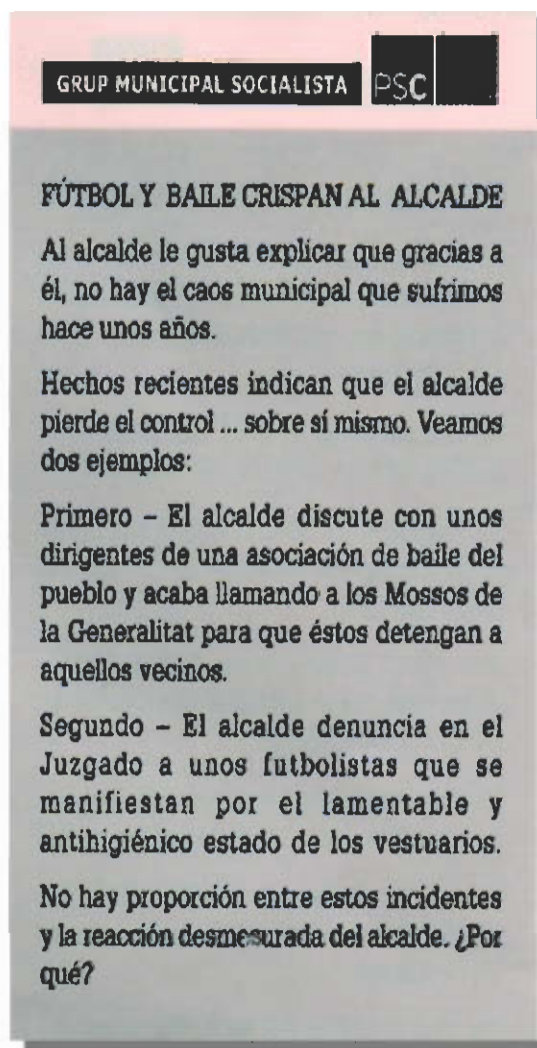 GRUP MUNICIPAL SOCIALISTA
PSC
FÚTBOL Y BAILE CRISPAN AL ALCALDE
Al alcalde le gusta explicar que gracias a
él, no hay el caos municipal que sufrimos
hace unos años.
Hechos recientes indican que el alcalde
pierde el control ... sobre sí mismo. Veamos
dos ejemplos:
Primero – El alcalde discute con unos
dirigentes de una asociación de baile del
pueblo y acaba llamando a los Mossos de
la Generalitat para que éstos detengan a
aquellos vecinos.
Segundo – El alcalde denuncia en el
Juzgado a unos futbolistas que se
manifiestan por el lamentable y
antihigiénico estado de los vestuarios.
No hay proporción entre estos incidentes
y la reacción desmesurada del alcalde. ¿Por
qué?